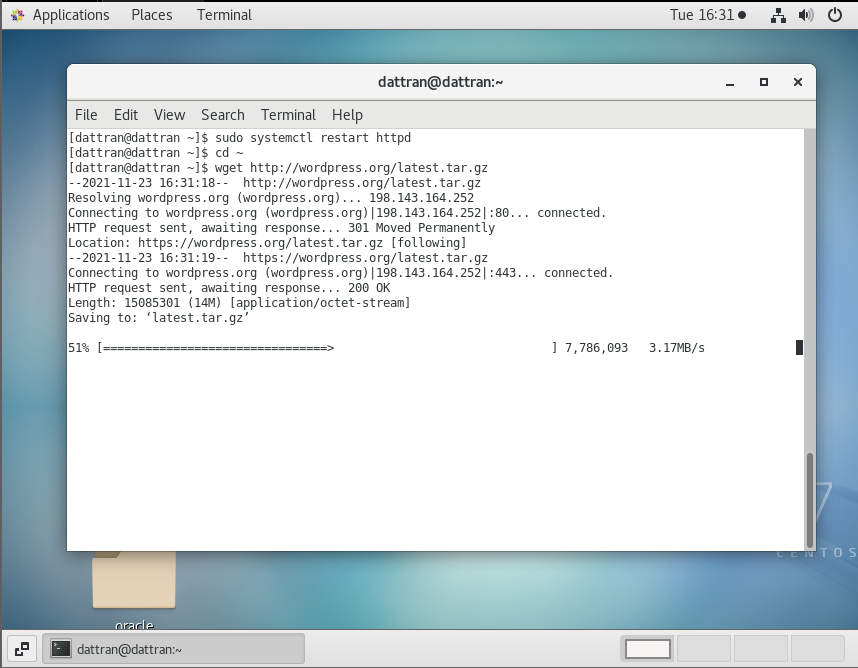 Applications Places Terminal Tue 16:31
dattran@dattran:~
File Edit View Search Terminal Help
[dattran@dattran ~]$ sudo systemctl restart httpd
[dattran@dattran ~]$ cd ~
[dattran@dattran ~]$ wget http://wordpress.org/latest.tar.gz
--2021-11-23 16:31:18--  http://wordpress.org/latest.tar.gz
Resolving wordpress.org (wordpress.org)... 198.143.164.252
Connecting to wordpress.org (wordpress.org)|198.143.164.252|:80... connected.
HTTP request sent, awaiting response... 301 Moved Permanently
Location: https://wordpress.org/latest.tar.gz [following]
--2021-11-23 16:31:19--  https://wordpress.org/latest.tar.gz
Connecting to wordpress.org (wordpress.org)|198.143.164.252|:443... connected.
HTTP request sent, awaiting response... 200 OK
Length: 15085301 (14M) [application/octet-stream]
Saving to: ‘latest.tar.gz’
51% [================================>                               ] 7,786,093   3.17MB/s
7
CENTOS
oracle
dattran@dattran:~